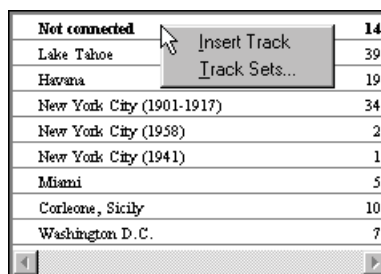 Not connected 14
Insert Track
Lake Tahoe 39
Track Sets...
Havana 19
New York City (1901-1917) 34
New York City (1958) 2
New York City (1941) 1
Miami 5
Corleone, Sicily 10
Washington D.C. 7